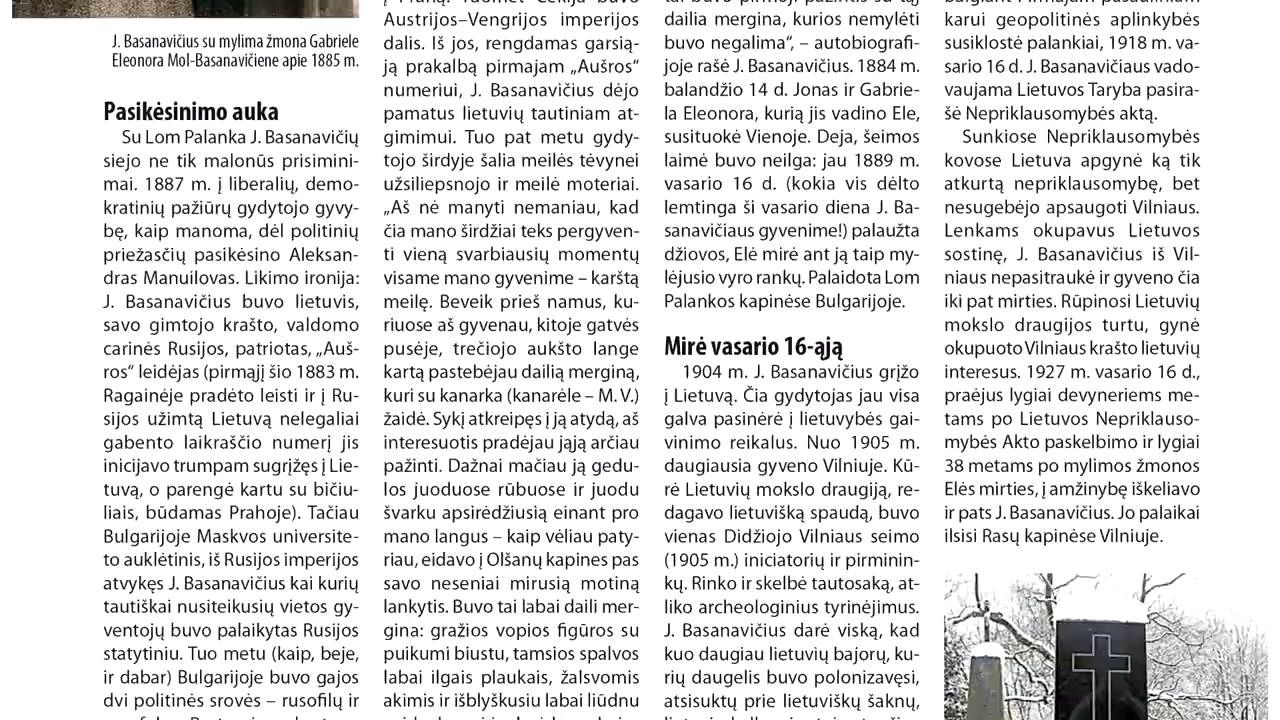 J. Basanavičius su mylima žmona Gabriele
Eleonora Mol-Basanavičiene apie 1885 m.
Pasikėsinimo auka
Su Lom Palanka J. Basanavičių
siejo ne tik malonūs prisimini-
mai. 1887 m. į liberalių, demo-
kratinių pažiūrų gydytojo gyvy-
bę, kaip manoma, dėl politinių
priežasčių pasikėsino Aleksan-
dras Manuilovas. Likimo ironija:
J. Basanavičius buvo lietuvis,
savo gimtojo krašto, valdomo
carinės Rusijos, patriotas, „Auš-
ros“ leidėjas (pirmąjį šio 1883 m.
Ragainėje pradėto leisti ir į Ru-
sijos užimtą Lietuvą nelegaliai
gabento laikraščio numerį jis
inicijavo trumpam sugrįžęs į Lie-
tuvą, o parengė kartu su bičiu-
liais, būdamas Prahoje). Tačiau
Bulgarijoje Maskvos universite-
to auklėtinis, iš Rusijos imperijos
atvykęs J. Basanavičius kai kurių
tautiškai nusiteikusių vietos gy-
ventojų buvo palaikytas Rusijos
statytiniu. Tuo metu (kaip, beje,
ir dabar) Bulgarijoje buvo gajos
dvi politinės srovės – rusofilų ir
į Prahą. Tuomet Čekija buvo
Austrijos–Vengrijos imperijos
dalis. Iš jos, rengdamas garsią-
ją prakalbą pirmajam „Aušros“
numeriui, J. Basanavičius dėjo
pamatus lietuvių tautiniam at-
gimimui. Tuo pat metu gydy-
tojo širdyje šalia meilės tėvynei
užsiliepsnojo ir meilė moteriai.
„Aš nė manyti nemaniau, kad
čia mano širdžiai teks pergyven-
ti vieną svarbiausių momentų
visame mano gyvenime – karštą
meilę. Beveik prieš namus, ku-
riuose aš gyvenau, kitoje gatvės
pusėje, trečiojo aukšto lange
kartą pastebėjau dailią merginą,
kuri su kanarka (kanarėle – M. V.)
žaidė. Sykį atkreipęs į ją atydą, aš
interesuotis pradėjau jąją arčiau
pažinti. Dažnai mačiau ją gedu-
los juoduose rūbuose ir juodu
švarku apsirėdžiusią einant pro
mano langus – kaip vėliau paty-
riau, eidavo į Olšanų kapines pas
savo neseniai mirusią motiną
lankytis. Buvo tai labai daili mer-
gina: gražios vopios figūros su
puikumi biustu, tamsios spalvos
labai ilgais plaukais, žalsvomis
akimis ir išblyškusiu labai liūdnu
tai buvo pirmoji pažintis su tąj
dailia mergina, kurios nemylėti
buvo negalima“, – autobiografi-
joje rašė J. Basanavičius. 1884 m.
balandžio 14 d. Jonas ir Gabrie-
la Eleonora, kurią jis vadino Ele,
susituokė Vienoje. Deja, šeimos
laimė buvo neilga: jau 1889 m.
vasario 16 d. (kokia vis dėlto
lemtinga ši vasario diena J. Ba-
sanavičiaus gyvenime!) palaužta
džiovos, Elė mirė ant ją taip my-
lėjusio vyro rankų. Palaidota Lom
Palankos kapinėse Bulgarijoje.
Mirė vasario 16-ąją
1904 m. J. Basanavičius grįžo
į Lietuvą. Čia gydytojas jau visa
galva pasinėrė į lietuvybės gai-
vinimo reikalus. Nuo 1905 m.
daugiausia gyveno Vilniuje. Kū-
rė Lietuvių mokslo draugiją, re-
dagavo lietuvišką spaudą, buvo
vienas Didžiojo Vilniaus seimo
(1905 m.) iniciatorių ir pirminin-
kų. Rinko ir skelbė tautosaką, at-
liko archeologinius tyrinėjimus.
J. Basanavičius darė viską, kad
kuo daugiau lietuvių bajorų, ku-
rių daugelis buvo polonizavęsi,
atsisuktų prie lietuviškų šaknų,
karui geopolitinės aplinkybės
susiklostė palankiai, 1918 m. va-
sario 16 d. J. Basanavičiaus vado-
vaujama Lietuvos Taryba pasira-
šė Nepriklausomybės aktą.
Sunkiose Nepriklausomybės
kovose Lietuva apgynė ką tik
atkurtą nepriklausomybę, bet
nesugebėjo apsaugoti Vilniaus.
Lenkams okupavus Lietuvos
sostinę, J. Basanavičius iš Vil-
niaus nepasitraukė ir gyveno čia
iki pat mirties. Rūpinosi Lietuvių
mokslo draugijos turtu, gynė
okupuoto Vilniaus krašto lietuvių
interesus. 1927 m. vasario 16 d.,
praėjus lygiai devyneriems me-
tams po Lietuvos Nepriklauso-
mybės Akto paskelbimo ir lygiai
38 metams po mylimos žmonos
Elės mirties, į amžinybę iškeliavo
ir pats J. Basanavičius. Jo palaikai
ilsisi Rasų kapinėse Vilniuje.